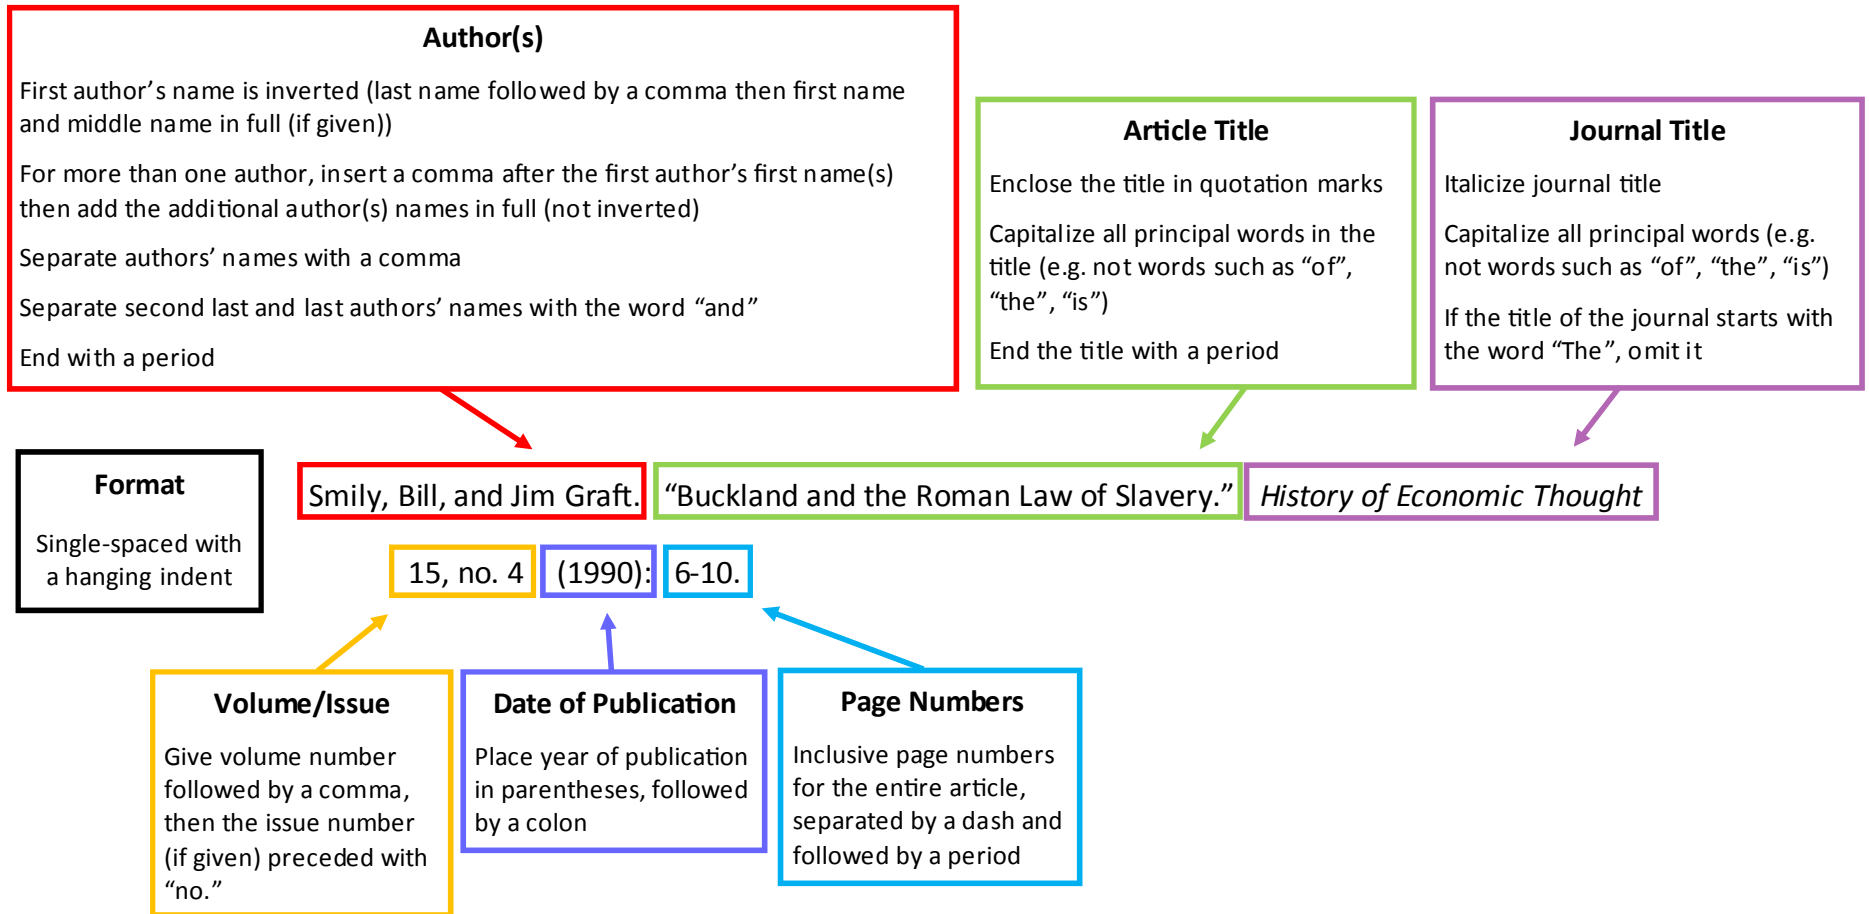 Author(s)
First author’s name is inverted (last name followed by a comma then first name
and middle name in full (if given))
For more than one author, insert a comma after the first author’s first name(s)
then add the additional author(s) names in full (not inverted)
Separate authors’ names with a comma
Separate second last and last authors’ names with the word “and”
End with a period
Article Title
Enclose the title in quotation marks
Capitalize all principal words in the
title (e.g. not words such as “of”,
“the”, “is”)
End the title with a period
Journal Title
Italicize journal title
Capitalize all principal words (e.g.
not words such as “of”, “the”, “is”)
If the title of the journal starts with
the word “The”, omit it
Format
Single-spaced with
a hanging indent
Smily, Bill, and Jim Graft. “Buckland and the Roman Law of Slavery.” History of Economic Thought
15, no. 4 (1990): 6-10.
Volume/Issue
Give volume number
followed by a comma,
then the issue number
(if given) preceded with
“no.”
Date of Publication
Place year of publication
in parentheses, followed
by a colon
Page Numbers
Inclusive page numbers
for the entire article,
separated by a dash and
followed by a period